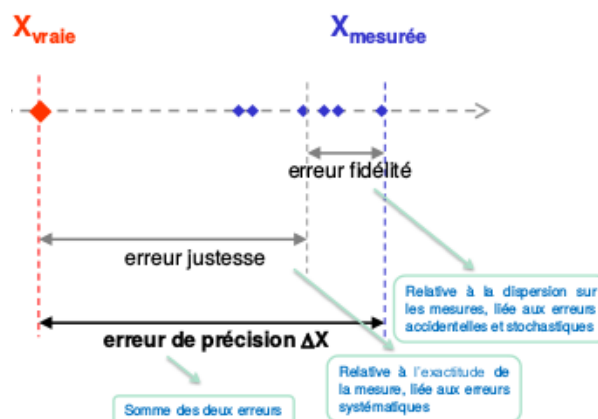 Xvraie
Xmesurée
erreur fidélité
erreur justesse
Relative à la dispersion sur
les mesures, liée aux erreurs
accidentelles et stochastiques
erreur de précision ΔX
Relative à l'exactitude de
la mesure, liée aux erreurs
systématiques
Somme des deux erreurs